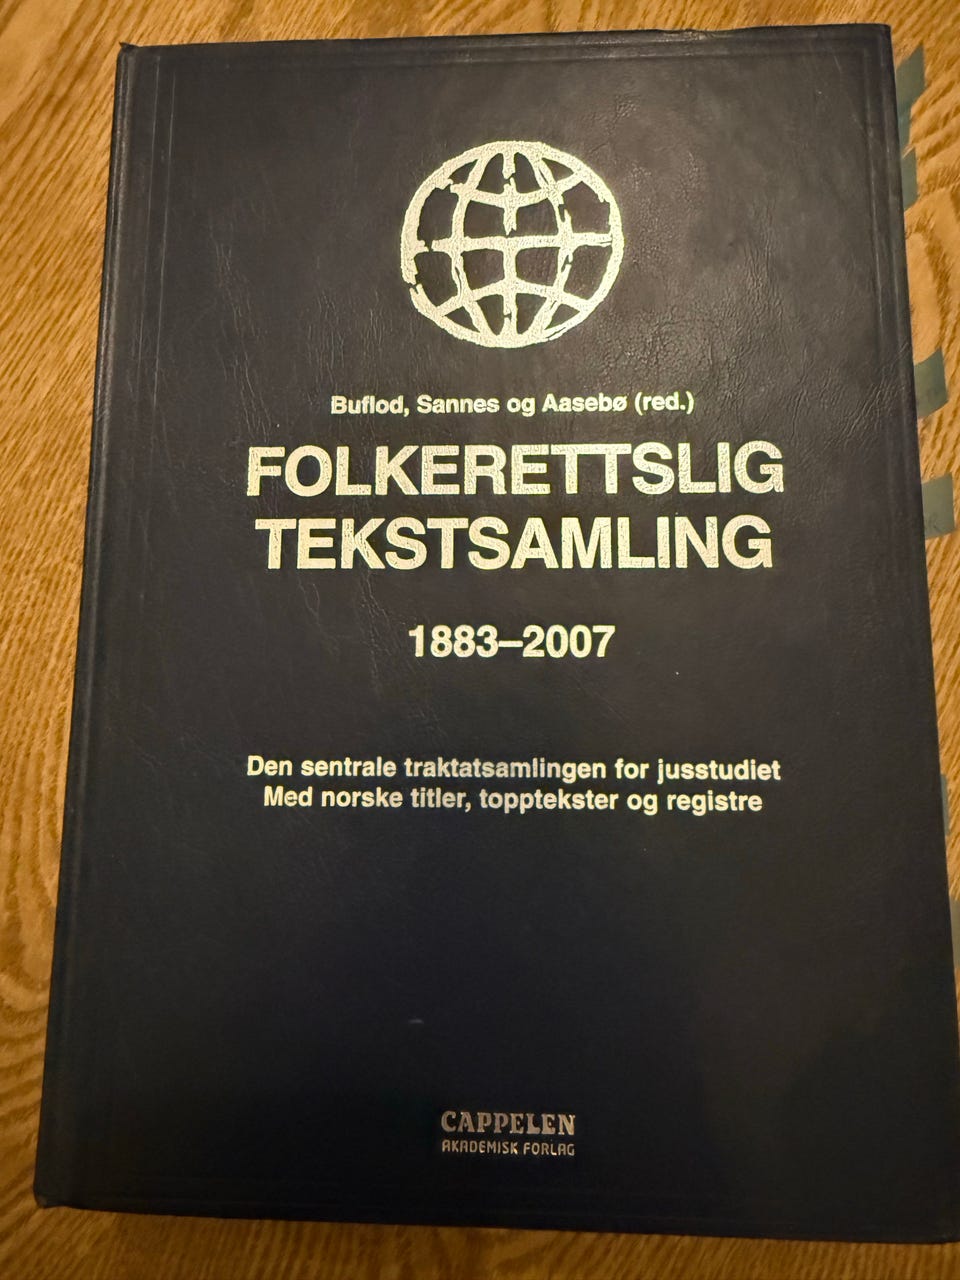 Buflod, Sannes og Aasebø (red.)
FOLKERETTSLIG
TEKSTSAMLING
1883–2007
Den sentrale traktatsamlingen for jusstudiet
Med norske titler, topptekster og registre
CAPPELEN
AKADEMISK FORLAG